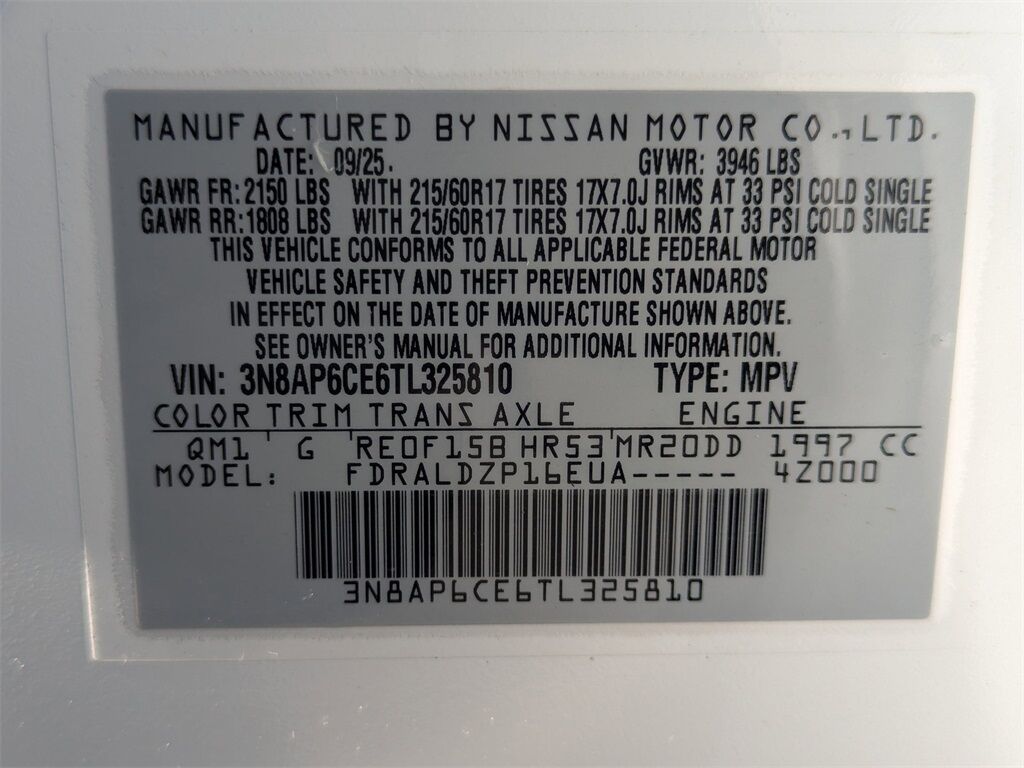 MANUFACTURED BY NISSAN MOTOR CO., LTD.
DATE: 09/25. GVWR: 3946 LBS
GAWR FR: 2150 LBS WITH 215/60R17 TIRES 17X7.0J RIMS AT 33 PSI COLD SINGLE
GAWR RR: 1808 LBS WITH 215/60R17 TIRES 17X7.0J RIMS AT 33 PSI COLD SINGLE
THIS VEHICLE CONFORMS TO ALL APPLICABLE FEDERAL MOTOR
VEHICLE SAFETY AND THEFT PREVENTION STANDARDS
IN EFFECT ON THE DATE OF MANUFACTURE SHOWN ABOVE.
SEE OWNER'S MANUAL FOR ADDITIONAL INFORMATION.
VIN: 3N8AP6CE6TL325810 TYPE: MPV
COLOR TRIM TRANS AXLE ENGINE
QM1 G RE0F15B HR53 MR20DD 1997 CC
MODEL: FDRALDZP16EUA----- 4Z000
3N8AP6CE6TL325810